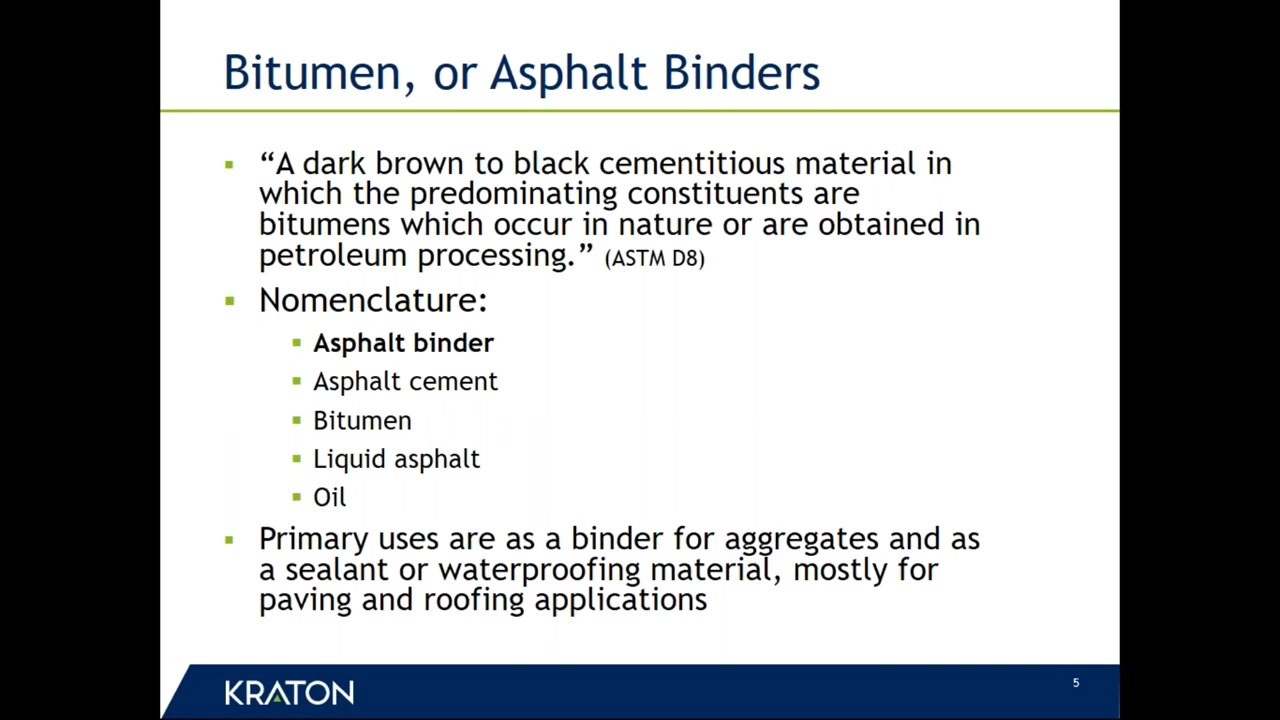 Bitumen, or Asphalt Binders
▪ “A dark brown to black cementitious material in
which the predominating constituents are
bitumens which occur in nature or are obtained in
petroleum processing.” (ASTM D8)
▪ Nomenclature:
▪ Asphalt binder
▪ Asphalt cement
▪ Bitumen
▪ Liquid asphalt
▪ Oil
▪ Primary uses are as a binder for aggregates and as
a sealant or waterproofing material, mostly for
paving and roofing applications
KRATON
5